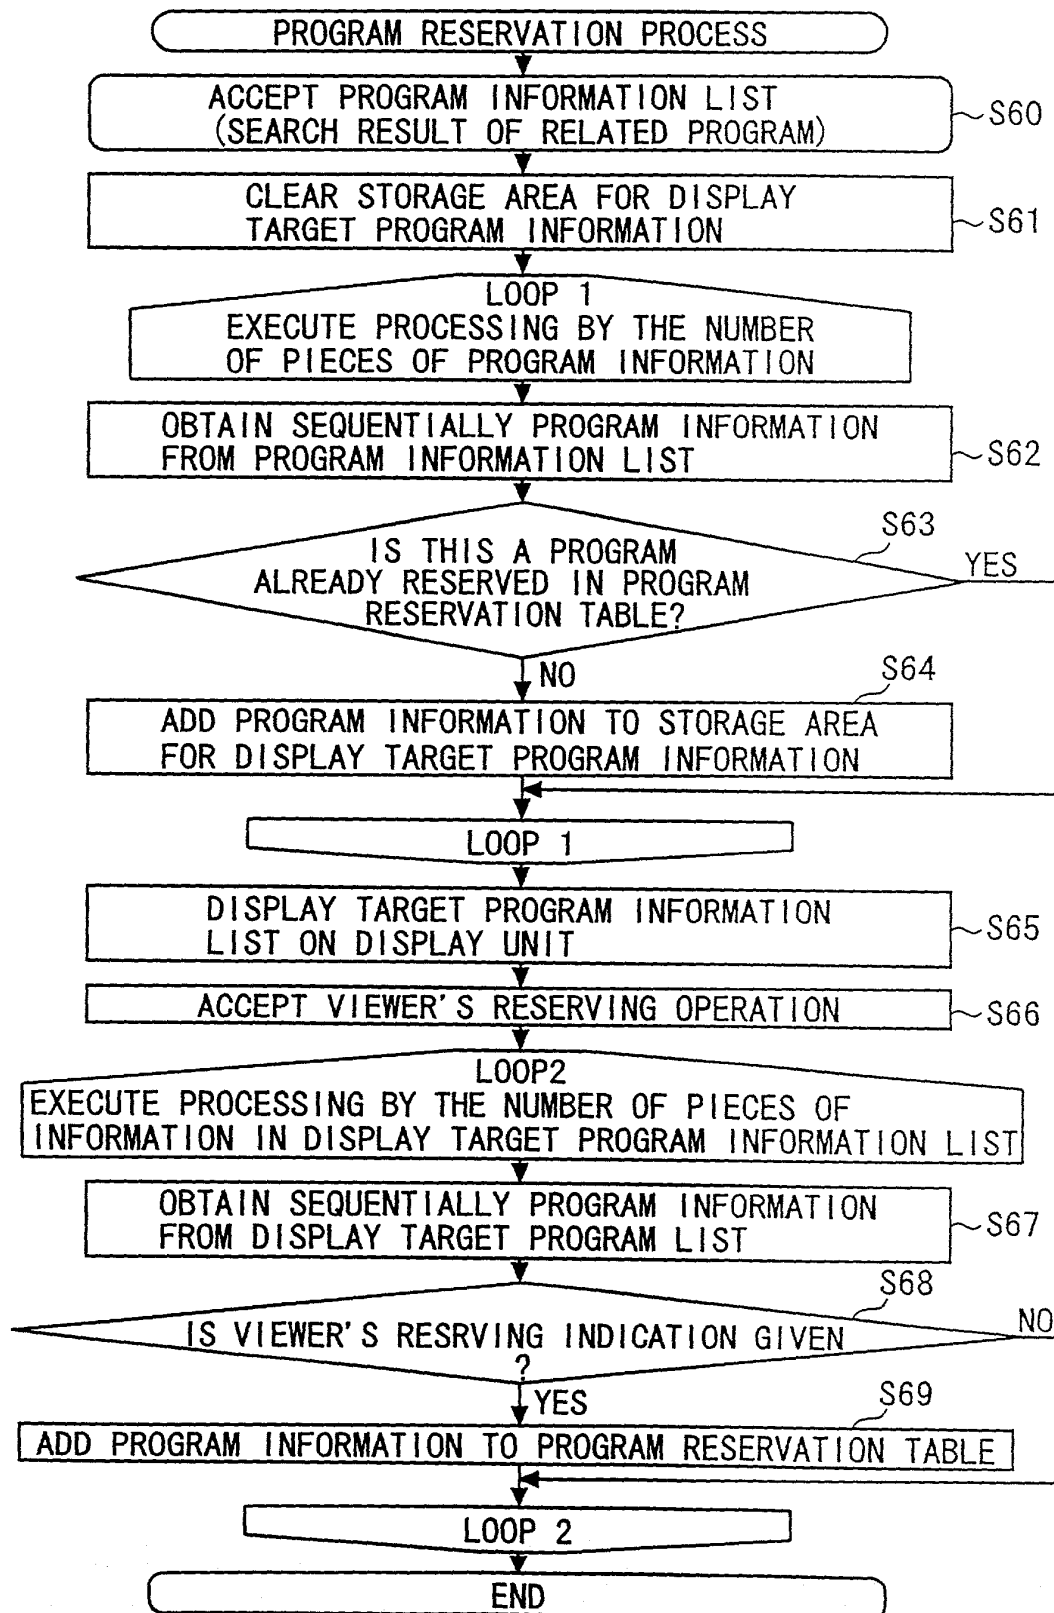 PROGRAM RESERVATION PROCESS
ACCEPT PROGRAM INFORMATION LIST
(SEARCH RESULT OF RELATED PROGRAM)
S60
CLEAR STORAGE AREA FOR DISPLAY
TARGET PROGRAM INFORMATION
S61
LOOP 1
EXECUTE PROCESSING BY THE NUMBER
OF PIECES OF PROGRAM INFORMATION
OBTAIN SEQUENTIALLY PROGRAM INFORMATION
FROM PROGRAM INFORMATION LIST
S62
S63
IS THIS A PROGRAM
ALREADY RESERVED IN PROGRAM
RESERVATION TABLE?
YES
NO
S64
ADD PROGRAM INFORMATION TO STORAGE AREA
FOR DISPLAY TARGET PROGRAM INFORMATION
LOOP 1
DISPLAY TARGET PROGRAM INFORMATION
LIST ON DISPLAY UNIT
S65
ACCEPT VIEWER'S RESERVING OPERATION
S66
LOOP2
EXECUTE PROCESSING BY THE NUMBER OF PIECES OF
INFORMATION IN DISPLAY TARGET PROGRAM INFORMATION LIST
OBTAIN SEQUENTIALLY PROGRAM INFORMATION
FROM DISPLAY TARGET PROGRAM LIST
S67
S68
IS VIEWER'S RESRVING INDICATION GIVEN
?
NO
YES
S69
ADD PROGRAM INFORMATION TO PROGRAM RESERVATION TABLE
LOOP 2
END